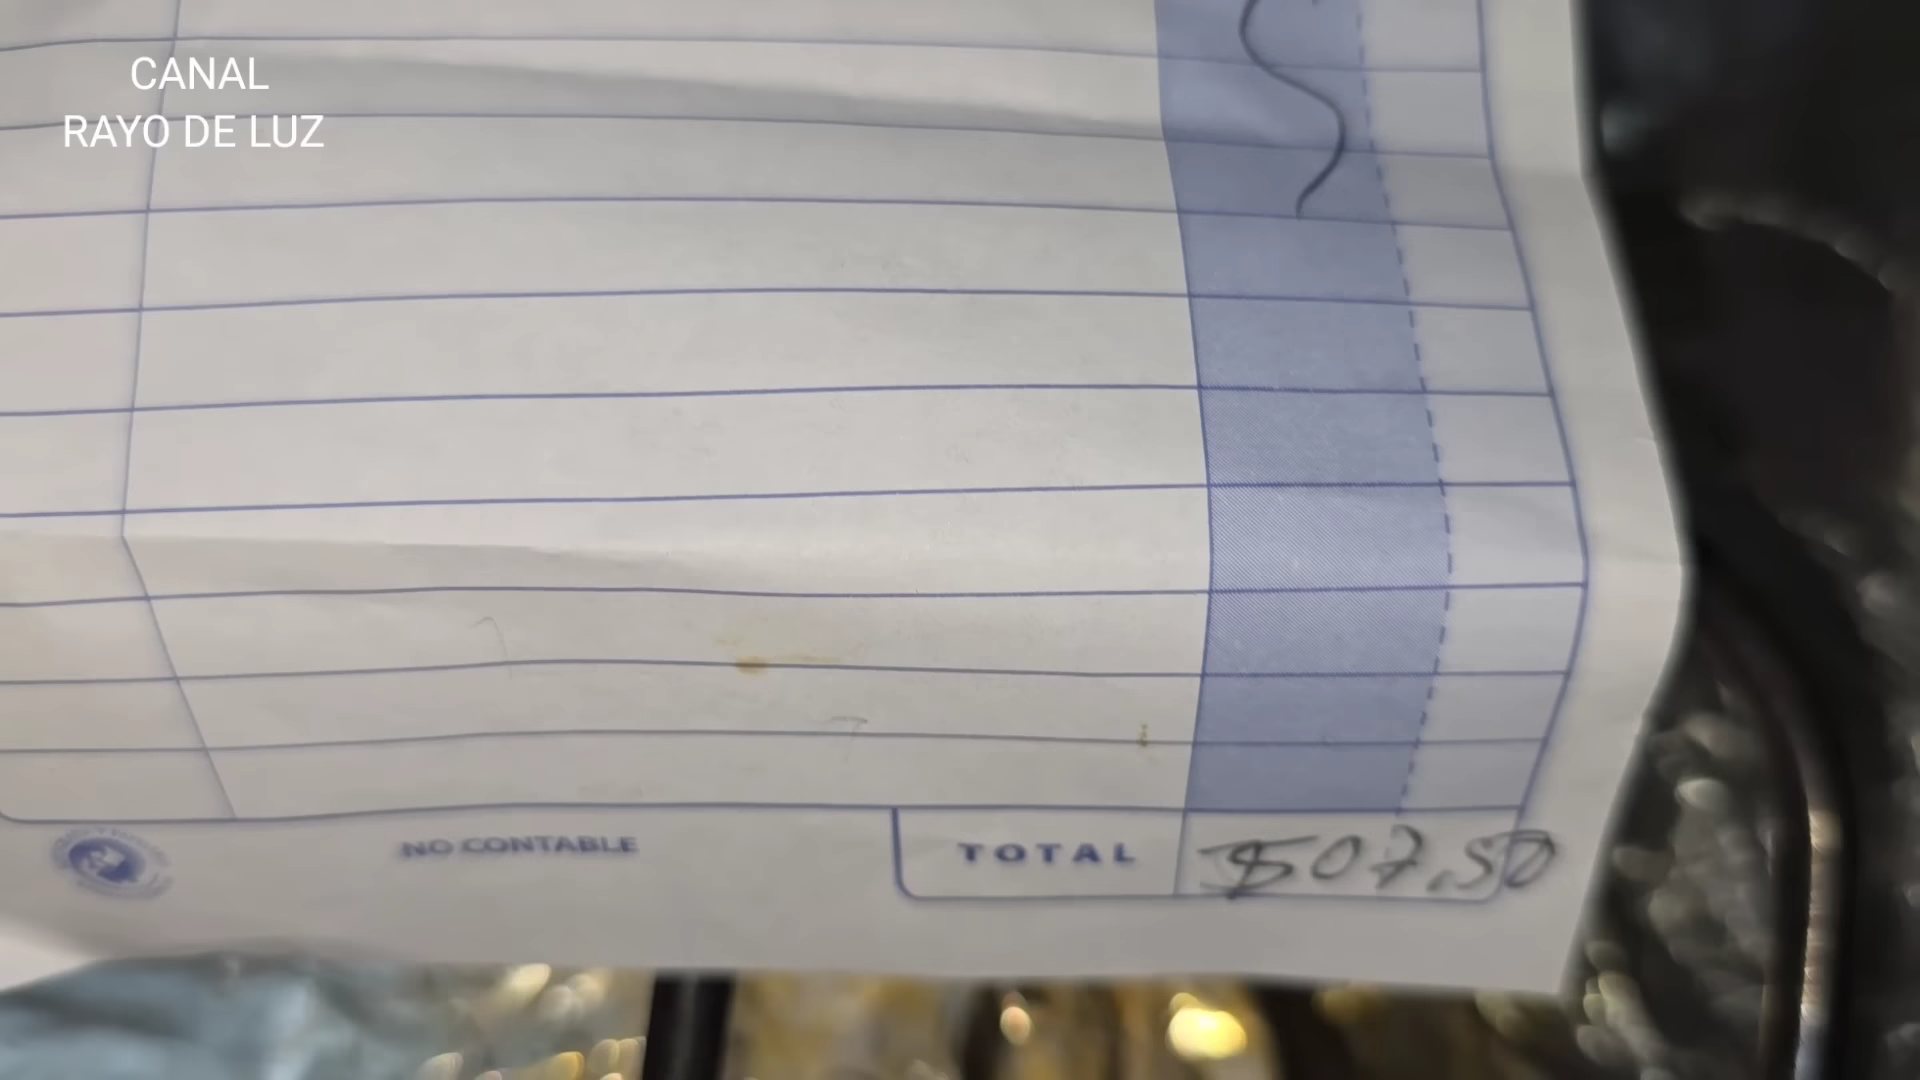 CANAL
RAYO DE LUZ
NO CONTABLE
TOTAL
507,50